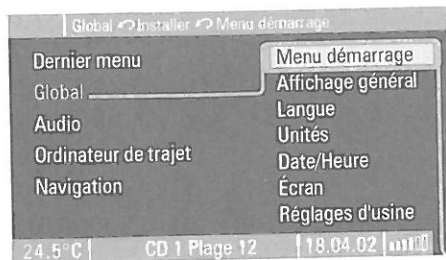 Global Installer Menu démarrage
Dernier menu
Global
Audio
Ordinateur de trajet
Navigation
Menu démarrage
Affichage général
Langue
Unités
Date/Heure
Écran
Réglages d'usine
24.5°C CD 1 Plage 12 18.04.02